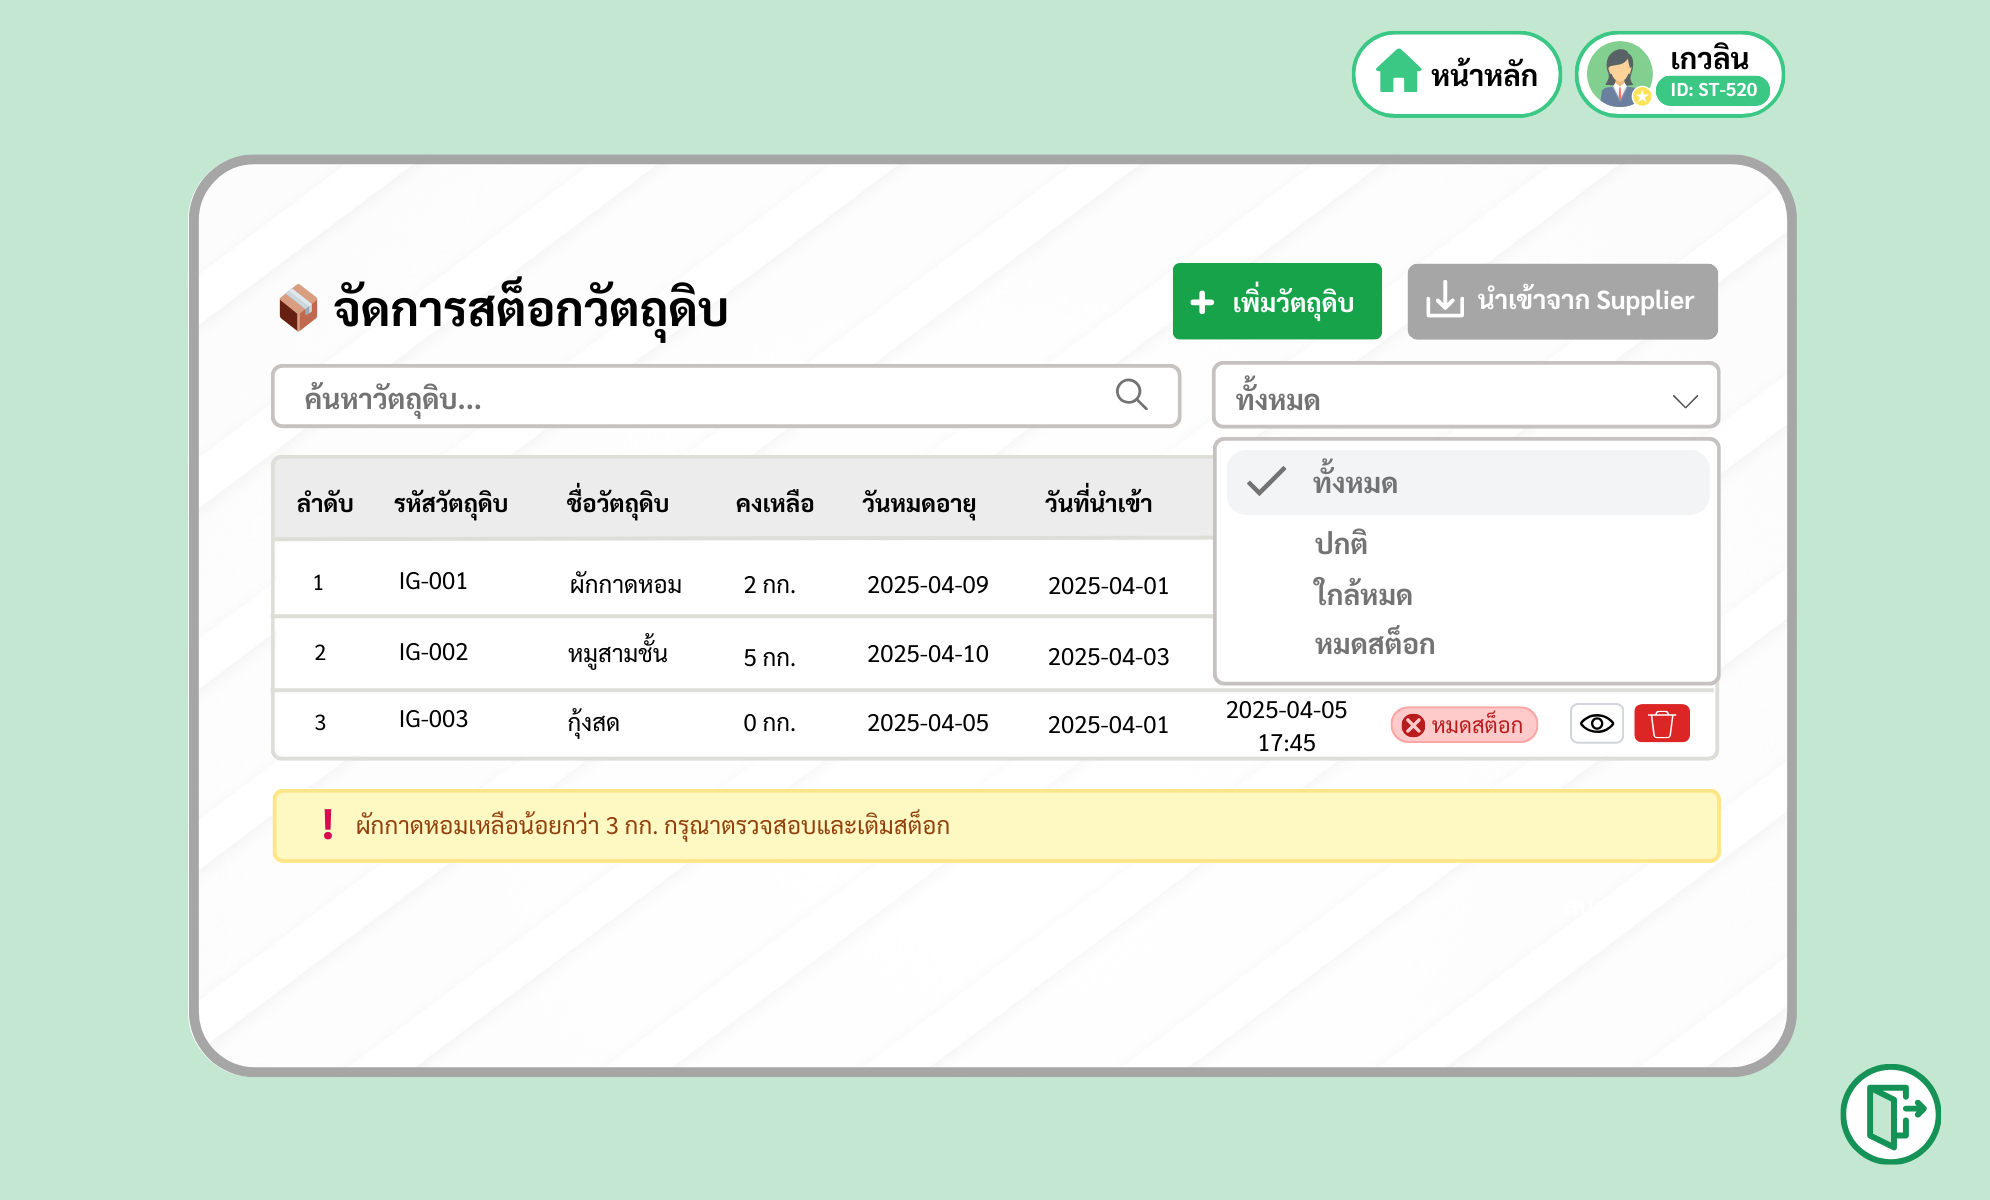 หน้าหลัก
เกวลิน
ID: ST-520
จัดการสต็อกวัตถุดิบ
เพิ่มวัตถุดิบ
นำเข้าจาก Supplier
ค้นหาวัตถุดิบ...
ทั้งหมด
ทั้งหมด
ปกติ
ใกล้หมด
หมดสต็อก
ลำดับ รหัสวัตถุดิบ ชื่อวัตถุดิบ คงเหลือ วันหมดอายุ วันที่นำเข้า
1 IG-001 ผักกาดหอม 2 กก. 2025-04-09 2025-04-01
2 IG-002 หมูสามชั้น 5 กก. 2025-04-10 2025-04-03
3 IG-003 กุ้งสด 0 กก. 2025-04-05 2025-04-01 2025-04-05 หมดสต็อก
17:45
ผักกาดหอมเหลือน้อยกว่า 3 กก. กรุณาตรวจสอบและเติมสต็อก